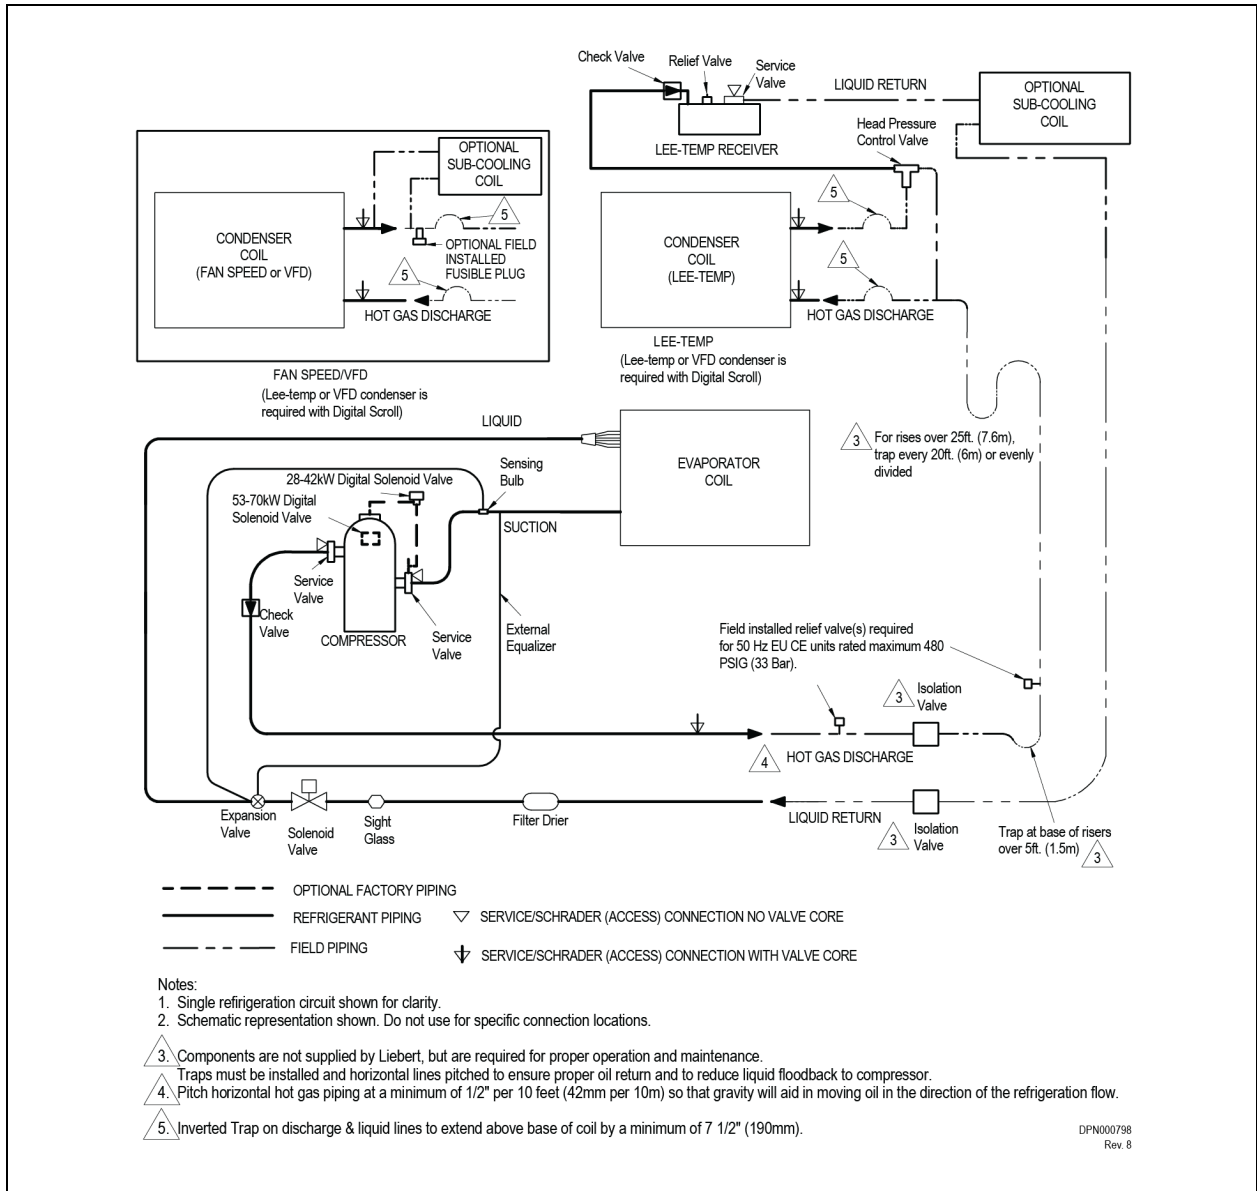 Check Valve
Relief Valve
Service
Valve
LIQUID RETURN
OPTIONAL
SUB-COOLING
COIL
LEE-TEMP RECEIVER
Head Pressure
Control Valve
OPTIONAL
SUB-COOLING
COIL
CONDENSER
COIL
(FAN SPEED or VFD)
5
OPTIONAL FIELD
INSTALLED
FUSIBLE PLUG
5
HOT GAS DISCHARGE
CONDENSER
COIL
(LEE-TEMP)
5
5
HOT GAS DISCHARGE
FAN SPEED/VFD
(Lee-temp or VFD condenser is
required with Digital Scroll)
LEE-TEMP
(Lee-temp or VFD condenser is
required with Digital Scroll)
LIQUID
3
For rises over 25ft. (7.6m),
trap every 20ft. (6m) or evenly
divided
EVAPORATOR
COIL
Sensing
Bulb
28-42kW Digital Solenoid Valve
53-70kW Digital
Solenoid Valve
SUCTION
Service
Valve
Check
Valve
COMPRESSOR
Service
Valve
External
Equalizer
Field installed relief valve(s) required
for 50 Hz EU CE units rated maximum 480
PSIG (33 Bar).
3
Isolation
Valve
4
HOT GAS DISCHARGE
Expansion
Valve
Solenoid
Valve
Sight
Glass
Filter Drier
LIQUID RETURN
3
Isolation
Valve
Trap at base of risers
over 5ft. (1.5m)
3
OPTIONAL FACTORY PIPING
REFRIGERANT PIPING
SERVICE/SCHRADER (ACCESS) CONNECTION NO VALVE CORE
FIELD PIPING
SERVICE/SCHRADER (ACCESS) CONNECTION WITH VALVE CORE
Notes:
1. Single refrigeration circuit shown for clarity.
2. Schematic representation shown. Do not use for specific connection locations.
3. Components are not supplied by Liebert, but are required for proper operation and maintenance.
Traps must be installed and horizontal lines pitched to ensure proper oil return and to reduce liquid floodback to compressor.
4. Pitch horizontal hot gas piping at a minimum of 1/2" per 10 feet (42mm per 10m) so that gravity will aid in moving oil in the direction of the refrigeration flow.
5. Inverted Trap on discharge & liquid lines to extend above base of coil by a minimum of 7 1/2" (190mm).
DPN000798
Rev. 8